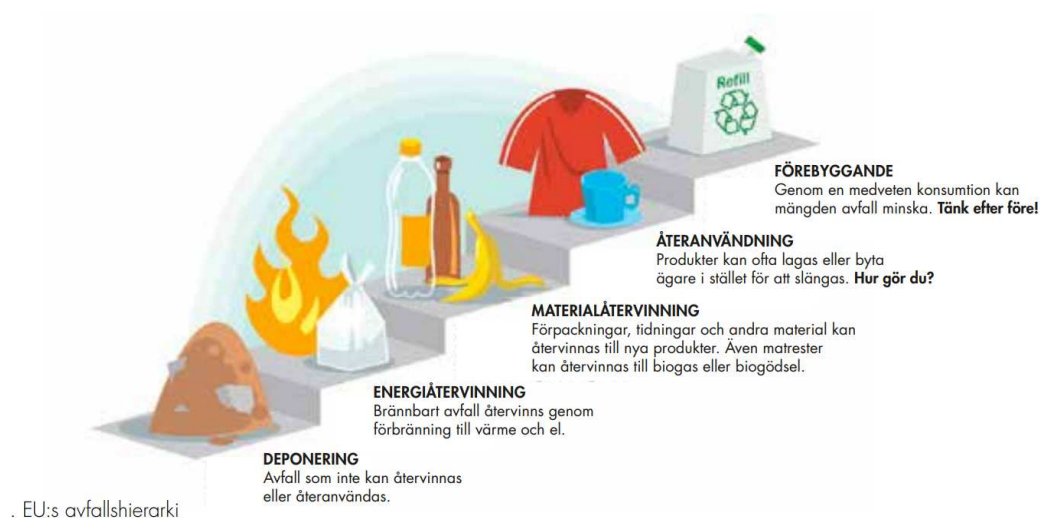 Refill
FÖREBYGGANDE
Genom en medveten konsumtion kan
mängden avfall minska. Tänk efter före!
ÅTERANVÄNDNING
Produkter kan ofta lagas eller byta
ägare i stället för att slängas. Hur gör du?
MATERIALÅTERVINNING
Förpackningar, tidningar och andra material kan
återvinnas till nya produkter. Även matrester
kan återvinnas till biogas eller biogödsel.
ENERGIÅTERVINNING
Brännbart avfall återvinns genom
förbränning till värme och el.
DEPONERING
Avfall som inte kan återvinnas
eller återanvändas.
. EU:s avfallshierarki